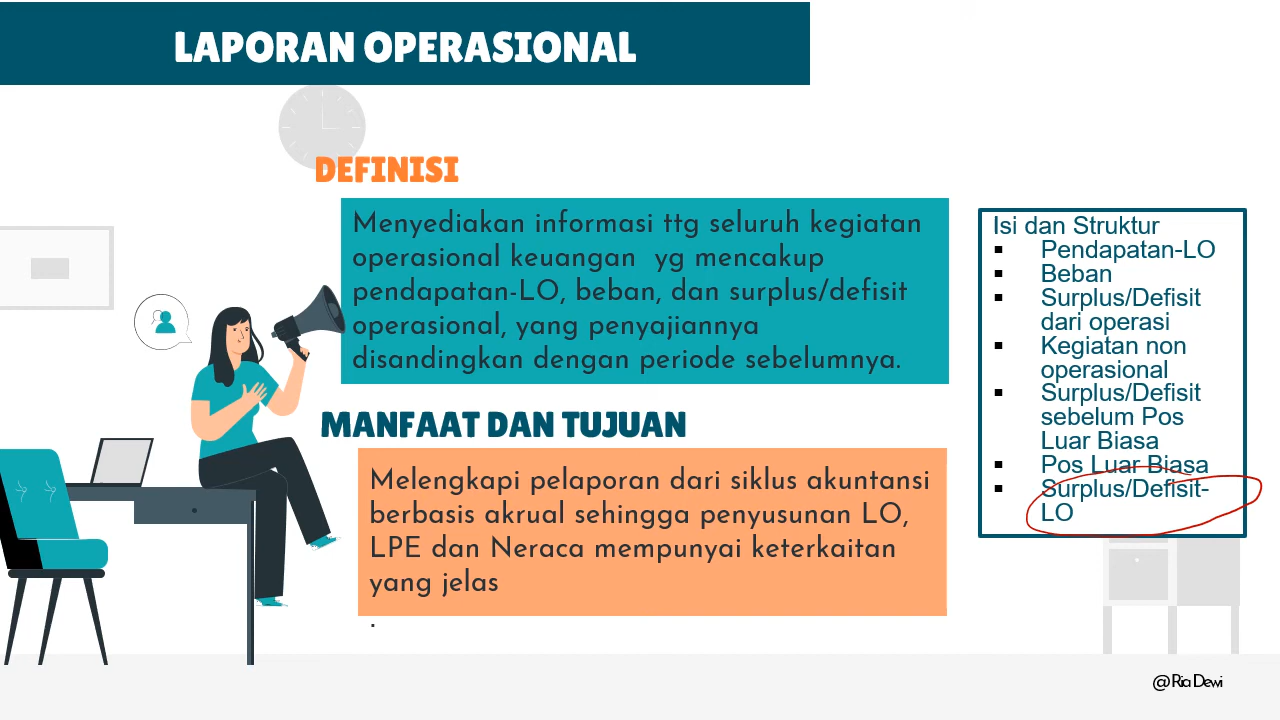 LAPORAN OPERASIONAL
DEFINISI
Menyediakan informasi ttg seluruh kegiatan
operasional keuangan yg mencakup
pendapatan-LO, beban, dan surplus/defisit
operasional, yang penyajiannya
disandingkan dengan periode sebelumnya.
MANFAAT DAN TUJUAN
Melengkapi pelaporan dari siklus akuntansi
berbasis akrual sehingga penyusunan LO,
LPE dan Neraca mempunyai keterkaitan
yang jelas
.
Isi dan Struktur
▪ Pendapatan-LO
▪ Beban
▪ Surplus/Defisit
dari operasi
▪ Kegiatan non
operasional
▪ Surplus/Defisit
sebelum Pos
Luar Biasa
▪ Pos Luar Biasa
▪ Surplus/Defisit-
LO
@Ria Dewi